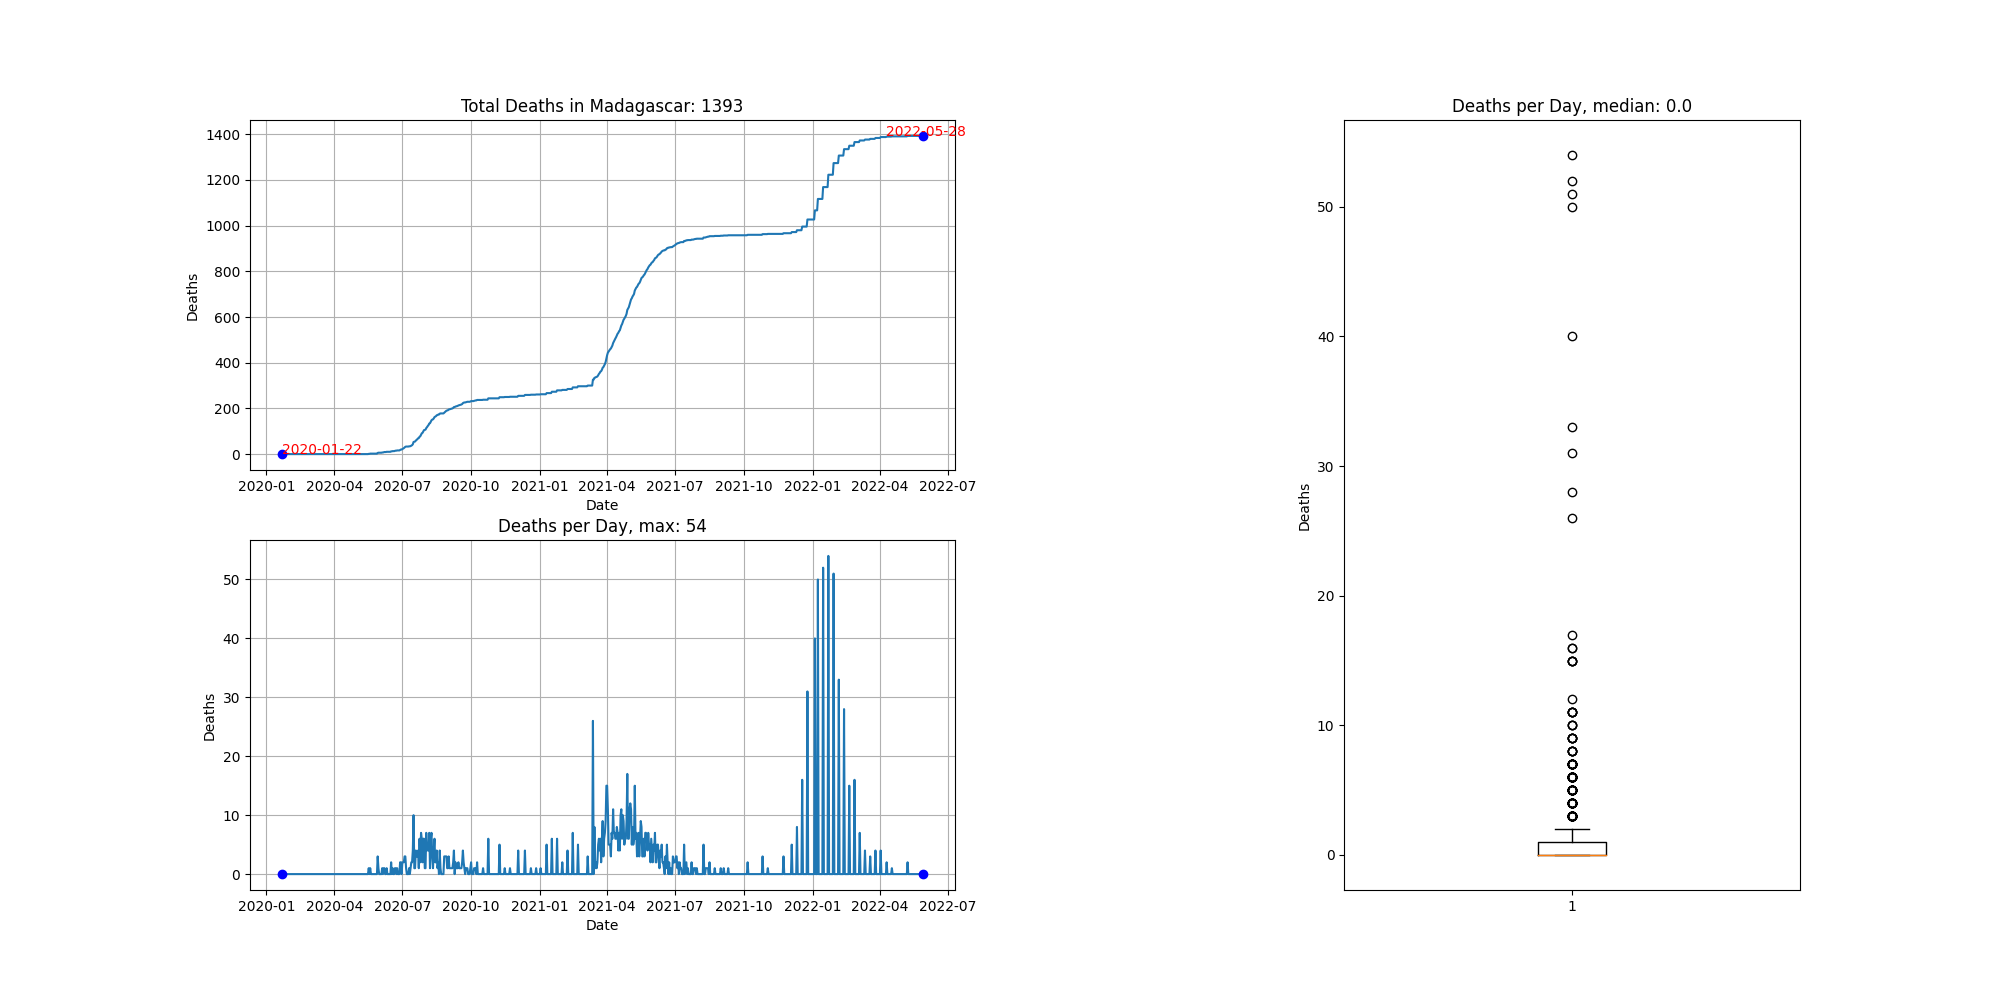 Total Deaths in Madagascar: 1393
1400
1200
1000
800
600
400
200
0
Deaths
2020-01-22
2022-05-28
2020-01 2020-04 2020-07 2020-10 2021-01 2021-04 2021-07 2021-10 2022-01 2022-04 2022-07
Date
Deaths per Day, max: 54
50
40
30
20
10
0
Deaths
2020-01 2020-04 2020-07 2020-10 2021-01 2021-04 2021-07 2021-10 2022-01 2022-04 2022-07
Date
Deaths per Day, median: 0.0
50
40
30
20
10
0
Deaths
1